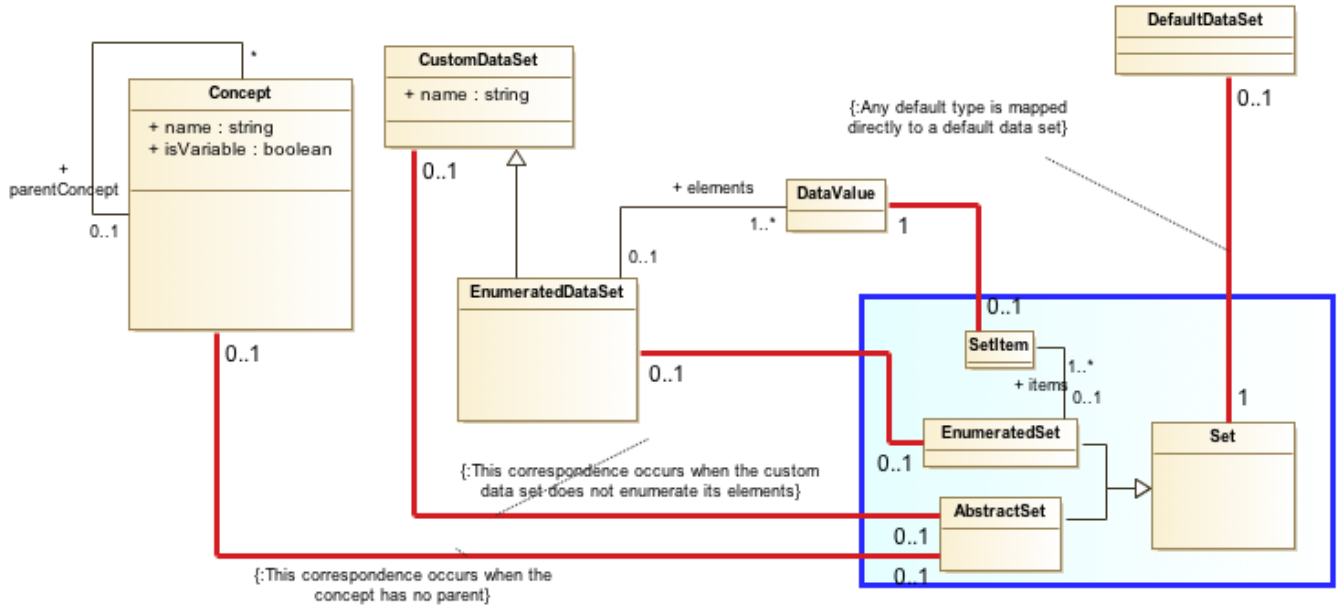 DefaultDataSet
0..1
{:Any default type is mapped
directly to a default data set}
CustomDataSet
+ name : string
0..1
*
Concept
+ name : string
+ isVariable : boolean
+
parentConcept
0..1
0..1
+ elements
1..*
0..1
DataValue
1
EnumeratedDataSet
0..1
0..1
SetItem
1..*
+ items
0..1
1
EnumeratedSet
0..1
Set
{:This correspondence occurs when the custom
data set does not enumerate its elements}
AbstractSet
0..1
0..1
{:This correspondence occurs when the
concept has no parent}